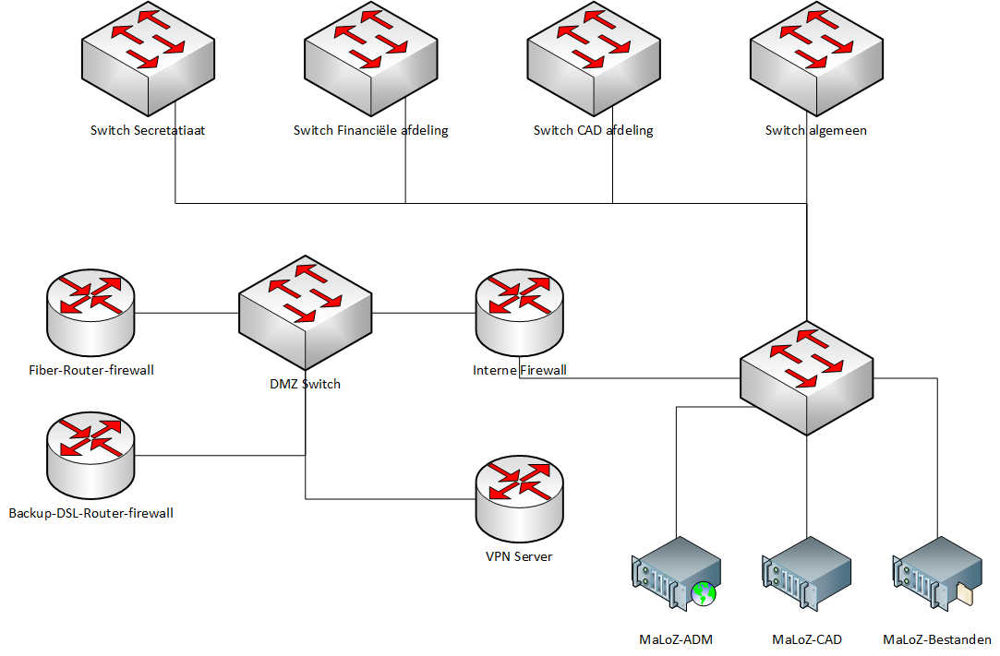 Switch Secretatiaat
Switch Financiële afdeling
Switch CAD afdeling
Switch algemeen
Fiber-Router-firewall
DMZ Switch
Interne Firewall
Backup-DSL-Router-firewall
VPN Server
MaLoZ-ADM
MaLoZ-CAD
MaLoZ-Bestanden